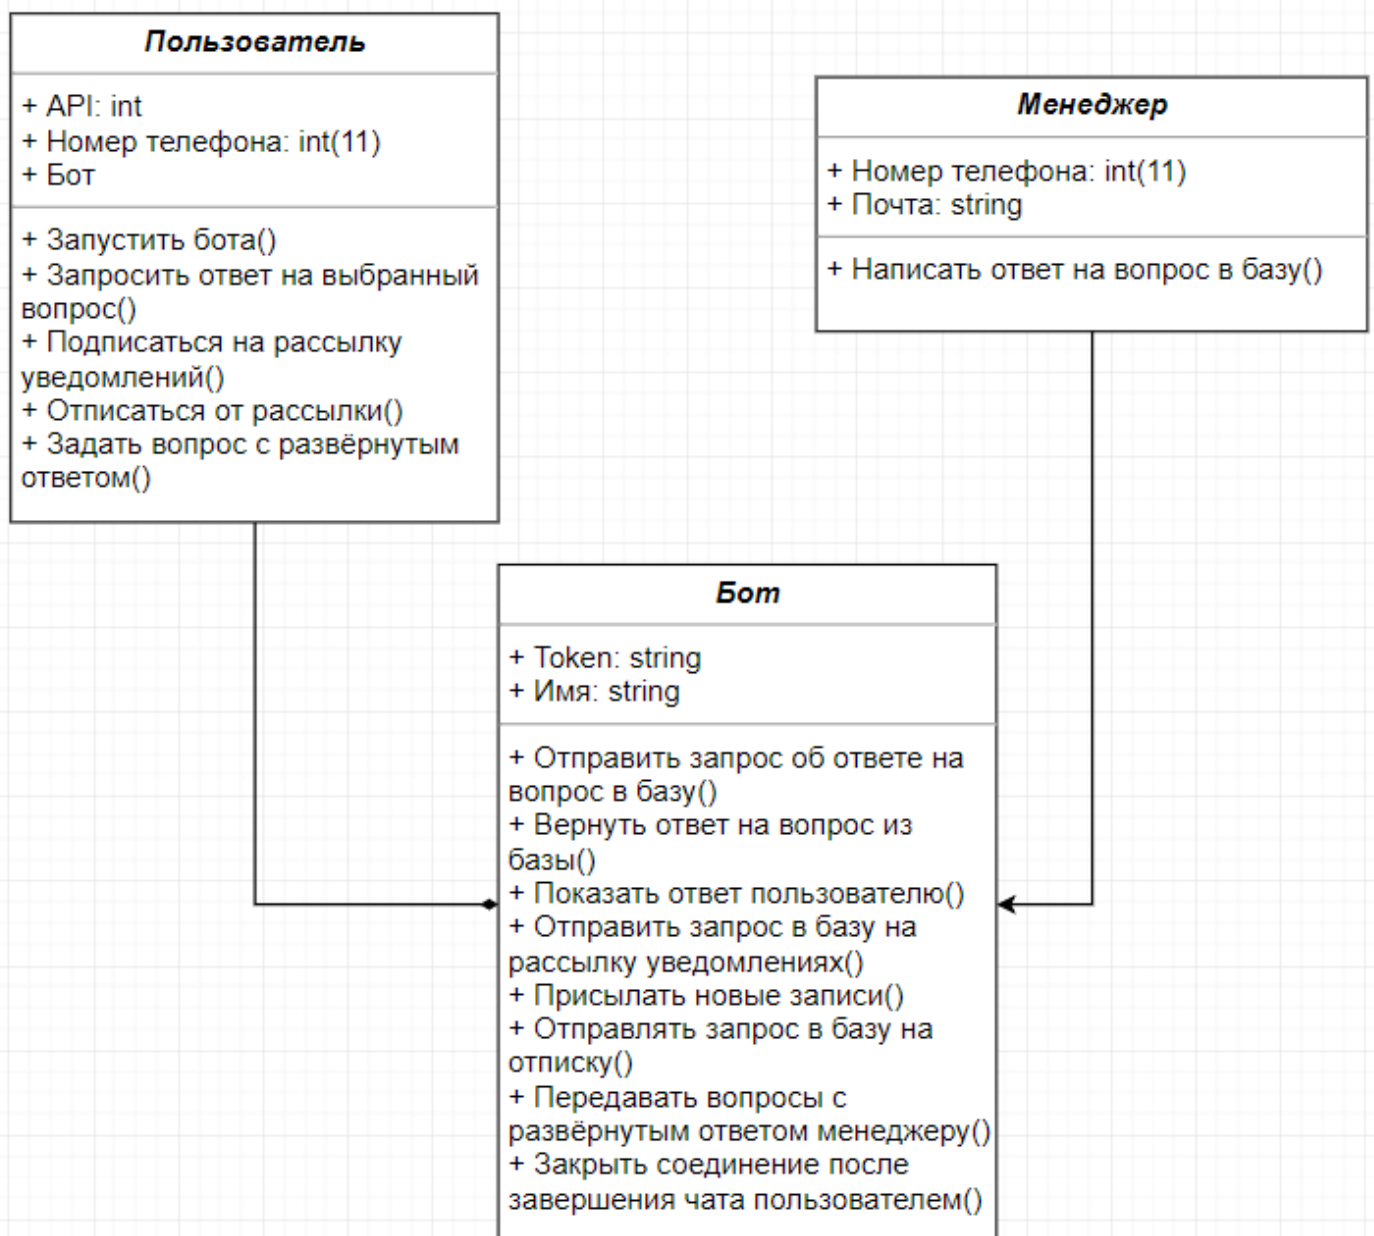 Пользователь
+ API: int
+ Номер телефона: int(11)
+ Бот
+ Запустить бота()
+ Запросить ответ на выбранный
вопрос()
+ Подписаться на рассылку
уведомлений()
+ Отписаться от рассылки()
+ Задать вопрос с развёрнутым
ответом()
Менеджер
+ Номер телефона: int(11)
+ Почта: string
+ Написать ответ на вопрос в базу()
Бот
+ Token: string
+ Имя: string
+ Отправить запрос об ответе на
вопрос в базу()
+ Вернуть ответ на вопрос из
базы()
+ Показать ответ пользователю()
+ Отправить запрос в базу на
рассылку уведомлениях()
+ Присылать новые записи()
+ Отправлять запрос в базу на
отписку()
+ Передавать вопросы с
развёрнутым ответом менеджеру()
+ Закрыть соединение после
завершения чата пользователем()